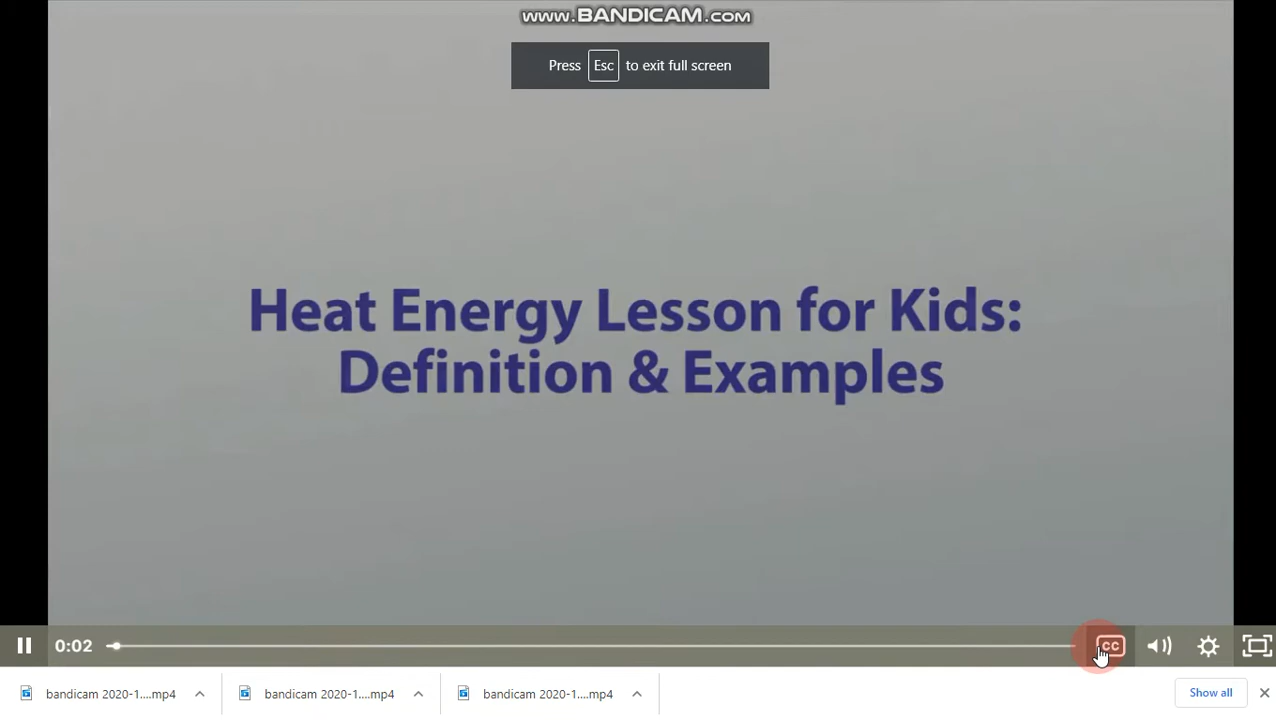 www.BANDICAM.com
Press Esc to exit full screen
Heat Energy Lesson for Kids:
Definition & Examples
0:02
CC
bandicam 2020-1....mp4
bandicam 2020-1....mp4
bandicam 2020-1....mp4
Show all